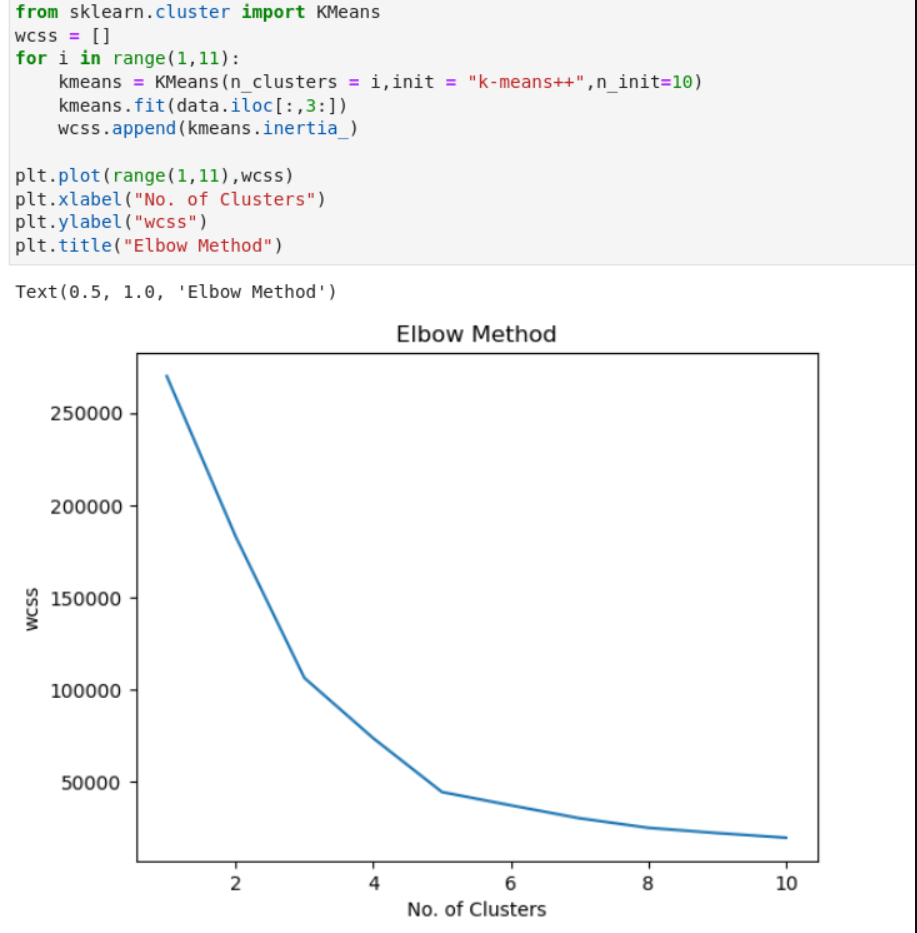 from sklearn.cluster import KMeans
wcss = []
for i in range(1,11):
    kmeans = KMeans(n_clusters = i,init = "k-means++",n_init=10)
    kmeans.fit(data.iloc[:,3:])
    wcss.append(kmeans.inertia_)
plt.plot(range(1,11),wcss)
plt.xlabel("No. of Clusters")
plt.ylabel("wcss")
plt.title("Elbow Method")
Text(0.5, 1.0, 'Elbow Method')
Elbow Method
250000
200000
150000
100000
50000
wcss
2 4 6 8 10
No. of Clusters